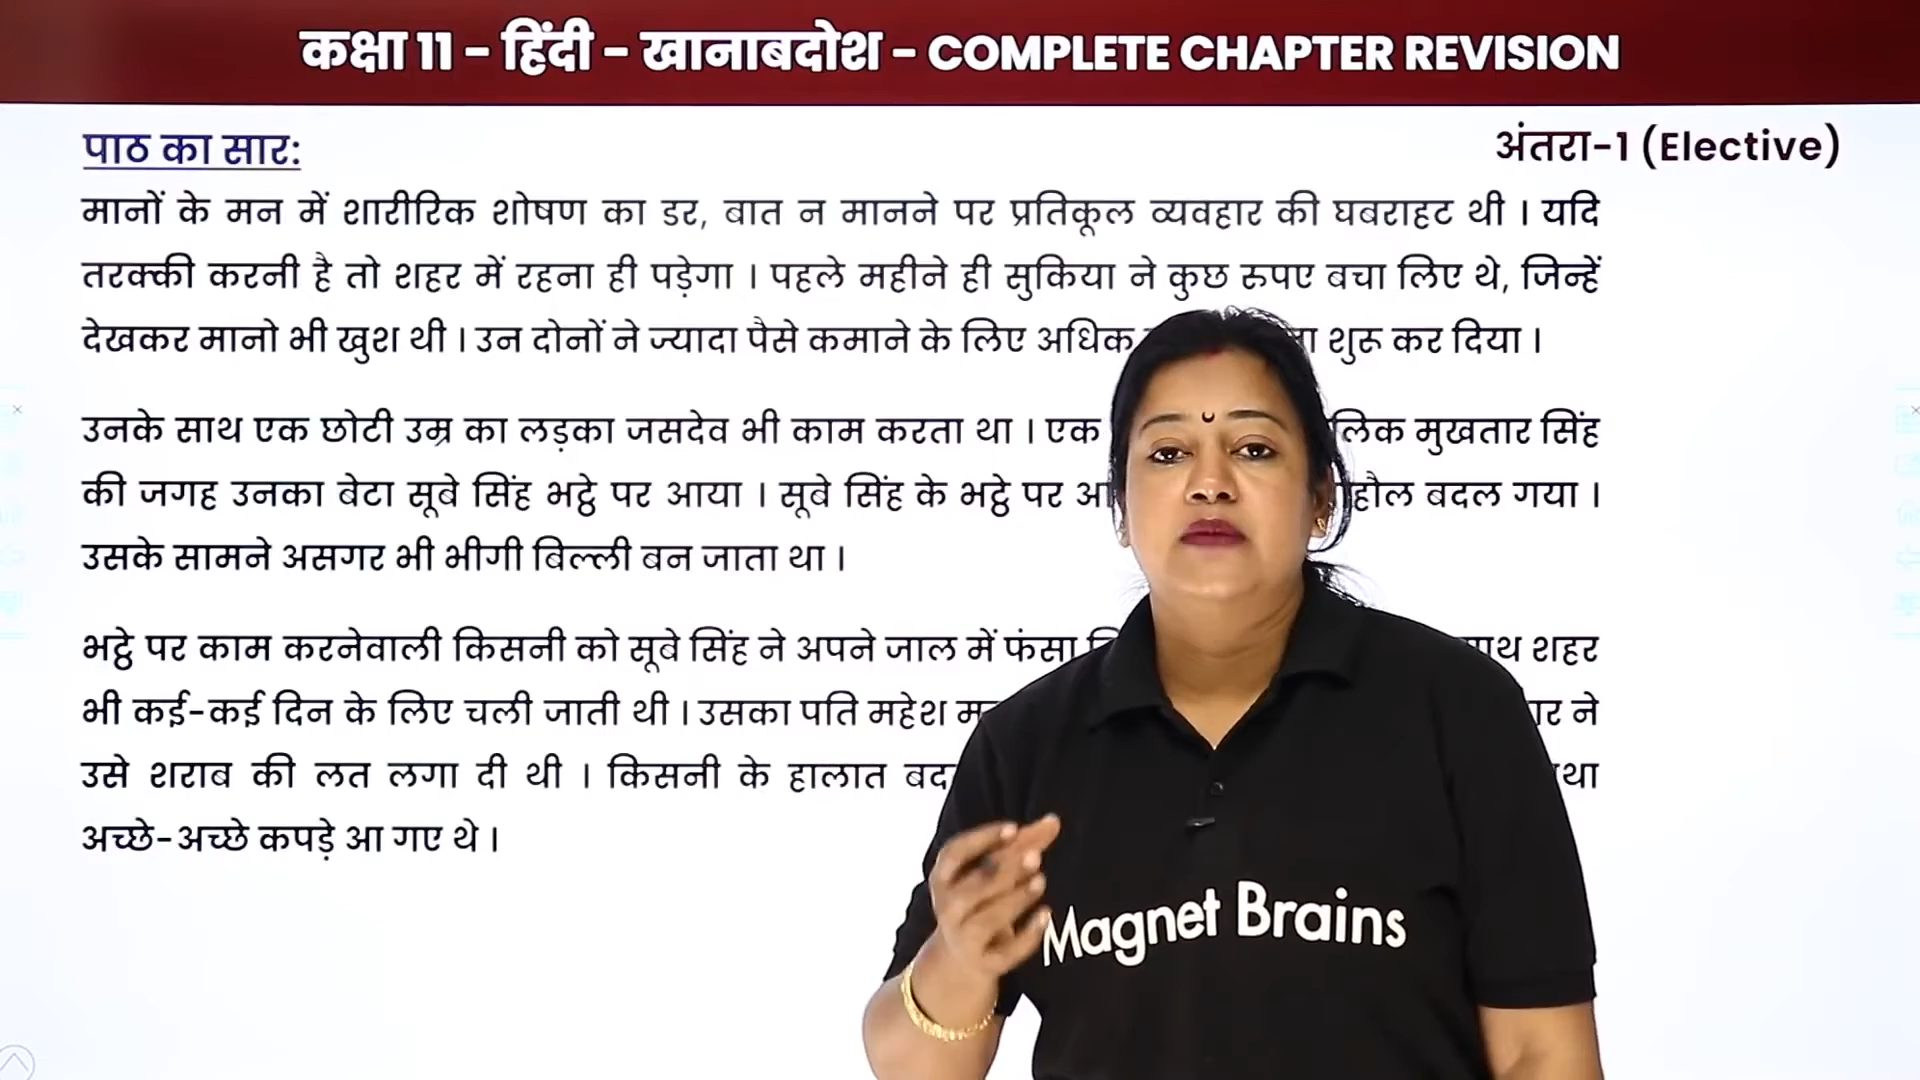 कक्षा 11 - हिंदी - खानाबदोश - COMPLETE CHAPTER REVISION
पाठ का सार:
अंतरा-1 (Elective)
मानों के मन में शारीरिक शोषण का डर, बात न मानने पर प्रतिकूल व्यवहार की घबराहट थी । यदि
तरक्की करनी है तो शहर में रहना ही पड़ेगा । पहले महीने ही सुकिया ने कुछ रुपए बचा लिए थे, जिन्हें
देखकर मानो भी खुश थी । उन दोनों ने ज्यादा पैसे कमाने के लिए अधिक शुरू कर दिया ।
उनके साथ एक छोटी उम्र का लड़का जसदेव भी काम करता था । एक मुखतार सिंह
की जगह उनका बेटा सूबे सिंह भट्ठे पर आया । सूबे सिंह के भट्ठे पर बदल गया ।
उसके सामने असगर भी भीगी बिल्ली बन जाता था ।
भट्ठे पर काम करनेवाली किसनी को सूबे सिंह ने अपने जाल में फंसा शहर
भी कई-कई दिन के लिए चली जाती थी । उसका पति महेश ने
उसे शराब की लत लगा दी थी । किसनी के हालात
अच्छे-अच्छे कपड़े आ गए थे ।
Magnet Brains